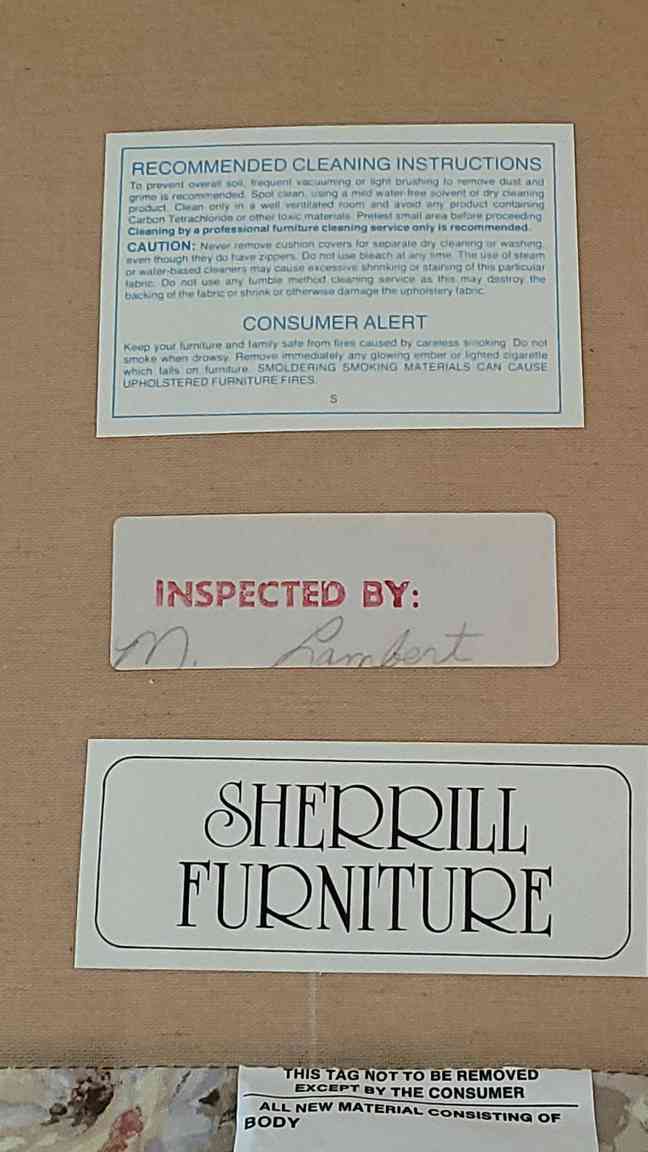 RECOMMENDED CLEANING INSTRUCTIONS
To prevent overall soil, frequent vacuuming or light brushing to remove dust and
grime is recommended. Spot clean, using a mild water-free solvent or dry cleaning
product. Clean only in a well ventilated room and avoid any product containing
Carbon Tetrachloride or other toxic materials. Pretest small area before proceeding
Cleaning by a professional furniture cleaning service only is recommended.
CAUTION: Never remove cushion covers for separate dry cleaning or washing,
even though they do have zippers. Do not use bleach at any time. The use of steam
or water-based cleaners may cause excessive shrinking or staining of this particular
fabric. Do not use any tumble method cleaning service as this may destroy the
backing of the fabric or shrink or otherwise damage the upholstery fabric.
CONSUMER ALERT
Keep your furniture and family safe from fires caused by careless smoking. Do not
smoke when drowsy. Remove immediately any glowing ember or lighted cigarette
which falls on furniture. SMOLDERING SMOKING MATERIALS CAN CAUSE
UPHOLSTERED FURNITURE FIRES.
S
INSPECTED BY:
M. Lambert
SHERRILL
FURNITURE
THIS TAG NOT TO BE REMOVED
EXCEPT BY THE CONSUMER
ALL NEW MATERIAL CONSISTING OF
BODY